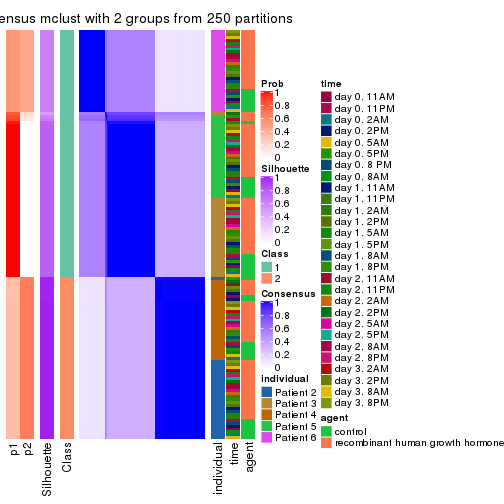 ensus mclust with 2 groups from 250 partitions
p1
p2
Silhouette
Class
individual
time
agent
Prob
1
0.8
0.6
0.4
0.2
0
Silhouette
1
0.8
0.6
0.4
0.2
0
Class
1
2
Consensus
1
0.8
0.6
0.4
0.2
0
individual
Patient 2
Patient 3
Patient 4
Patient 5
Patient 6
time
day 0. 11AM
day 0. 11PM
day 0. 2AM
day 0. 2PM
day 0. 5AM
day 0. 5PM
day 0. 8 PM
day 0. 8AM
day 1. 11AM
day 1. 11PM
day 1. 2AM
day 1. 2PM
day 1. 5AM
day 1. 5PM
day 1. 8AM
day 1. 8PM
day 2. 11AM
day 2. 11PM
day 2. 2AM
day 2. 2PM
day 2. 5AM
day 2. 5PM
day 2. 8AM
day 2. 8PM
day 3. 2AM
day 3. 2PM
day 3. 8AM
day 3. 8PM
agent
control
recombinant human growth hormone